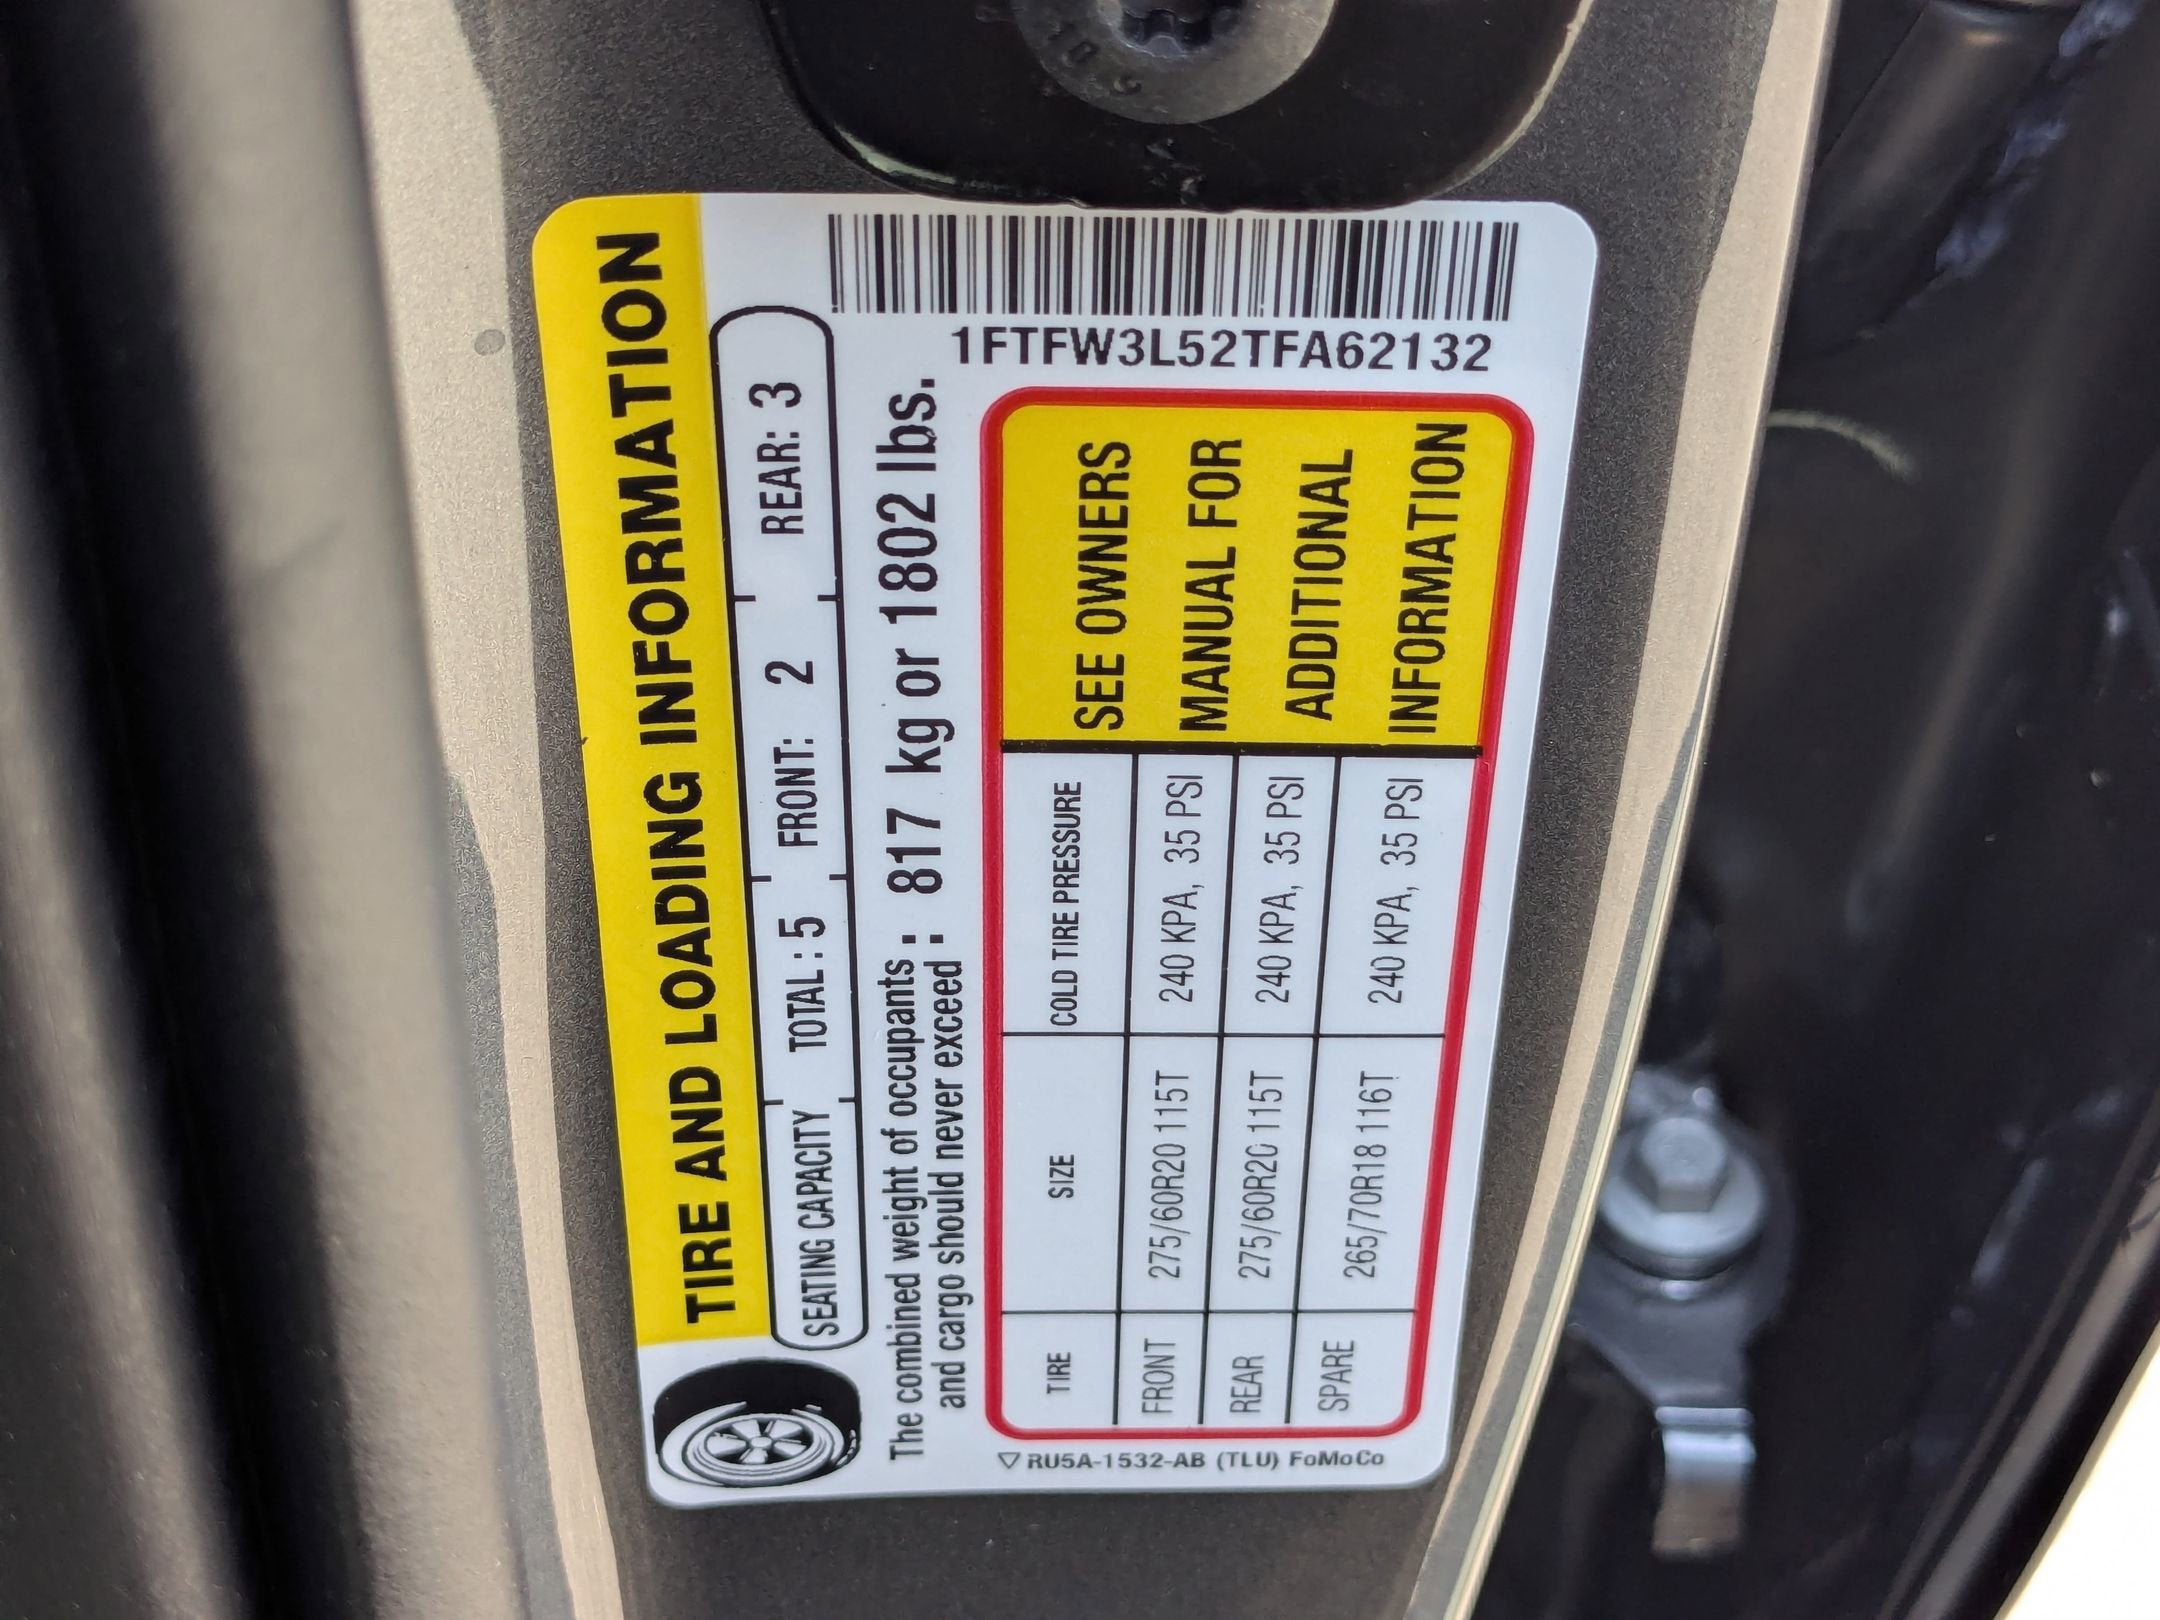 TIRE AND LOADING INFORMATION
SEATING CAPACITY TOTAL : 5 FRONT: 2 REAR: 3
The combined weight of occupants :
and cargo should never exceed :
817 kg or 1802 lbs.
1FTFW3L52TFA62132
TIRE SIZE COLD TIRE PRESSURE
FRONT 275/60R20 115T 240 KPA, 35 PSI
REAR 275/60R20 115T 240 KPA, 35 PSI
SPARE 265/70R18 116T 240 KPA, 35 PSI
SEE OWNERS
MANUAL FOR
ADDITIONAL
INFORMATION
▽ RU5A-1532-AB (TLU) FoMoCo